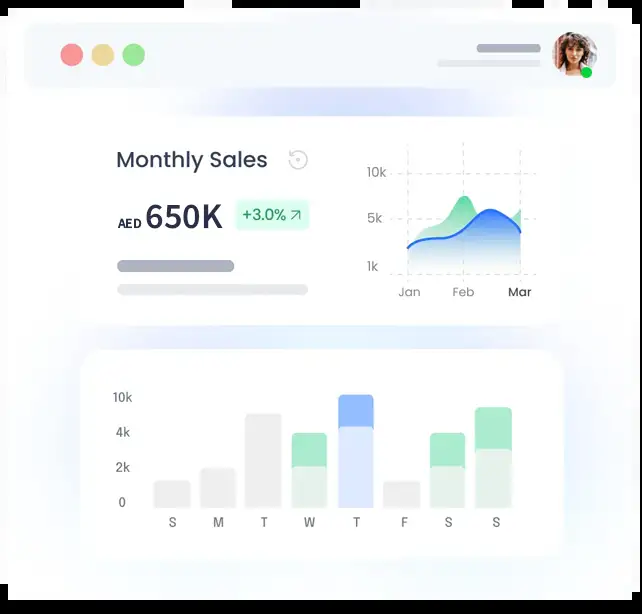 Monthly Sales
AED 650K +3.0%
10k
5k
1k
Jan Feb Mar
10k
4k
2k
0
S M T W T F S S